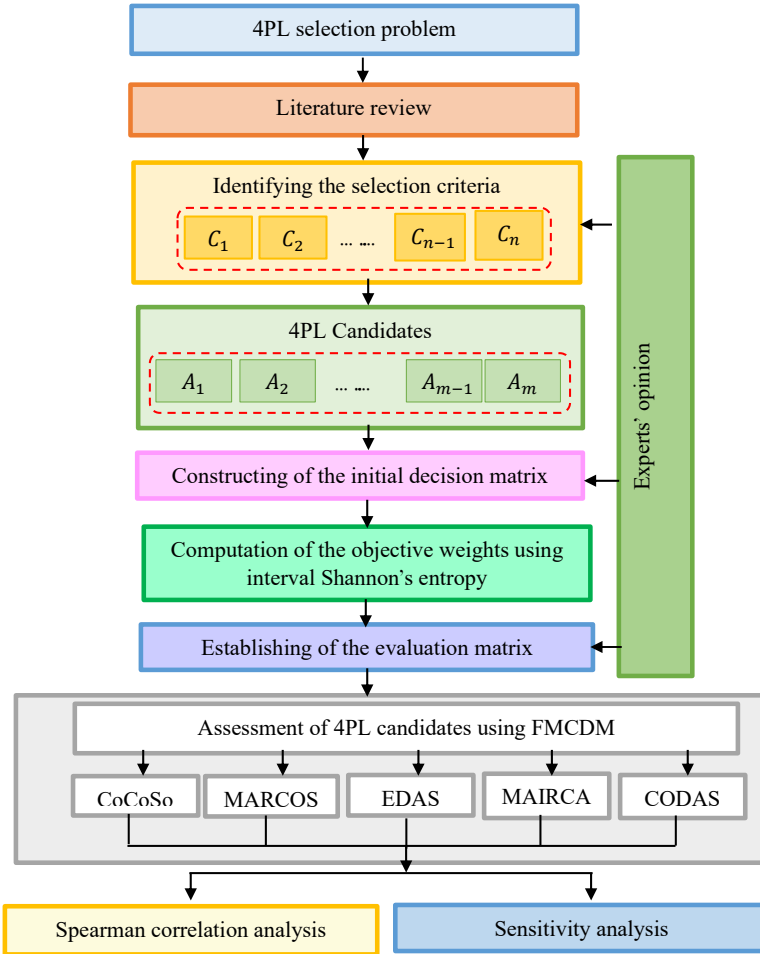 4PL selection problem
Literature review
Identifying the selection criteria
C₁ C₂ ... .... Cₙ₋₁ Cₙ
4PL Candidates
A₁ A₂ ... .... Aₘ₋₁ Aₘ
Experts' opinion
Constructing of the initial decision matrix
Computation of the objective weights using
interval Shannon's entropy
Establishing of the evaluation matrix
Assessment of 4PL candidates using FMCDM
CoCoSo MARCOS EDAS MAIRCA CODAS
Spearman correlation analysis
Sensitivity analysis